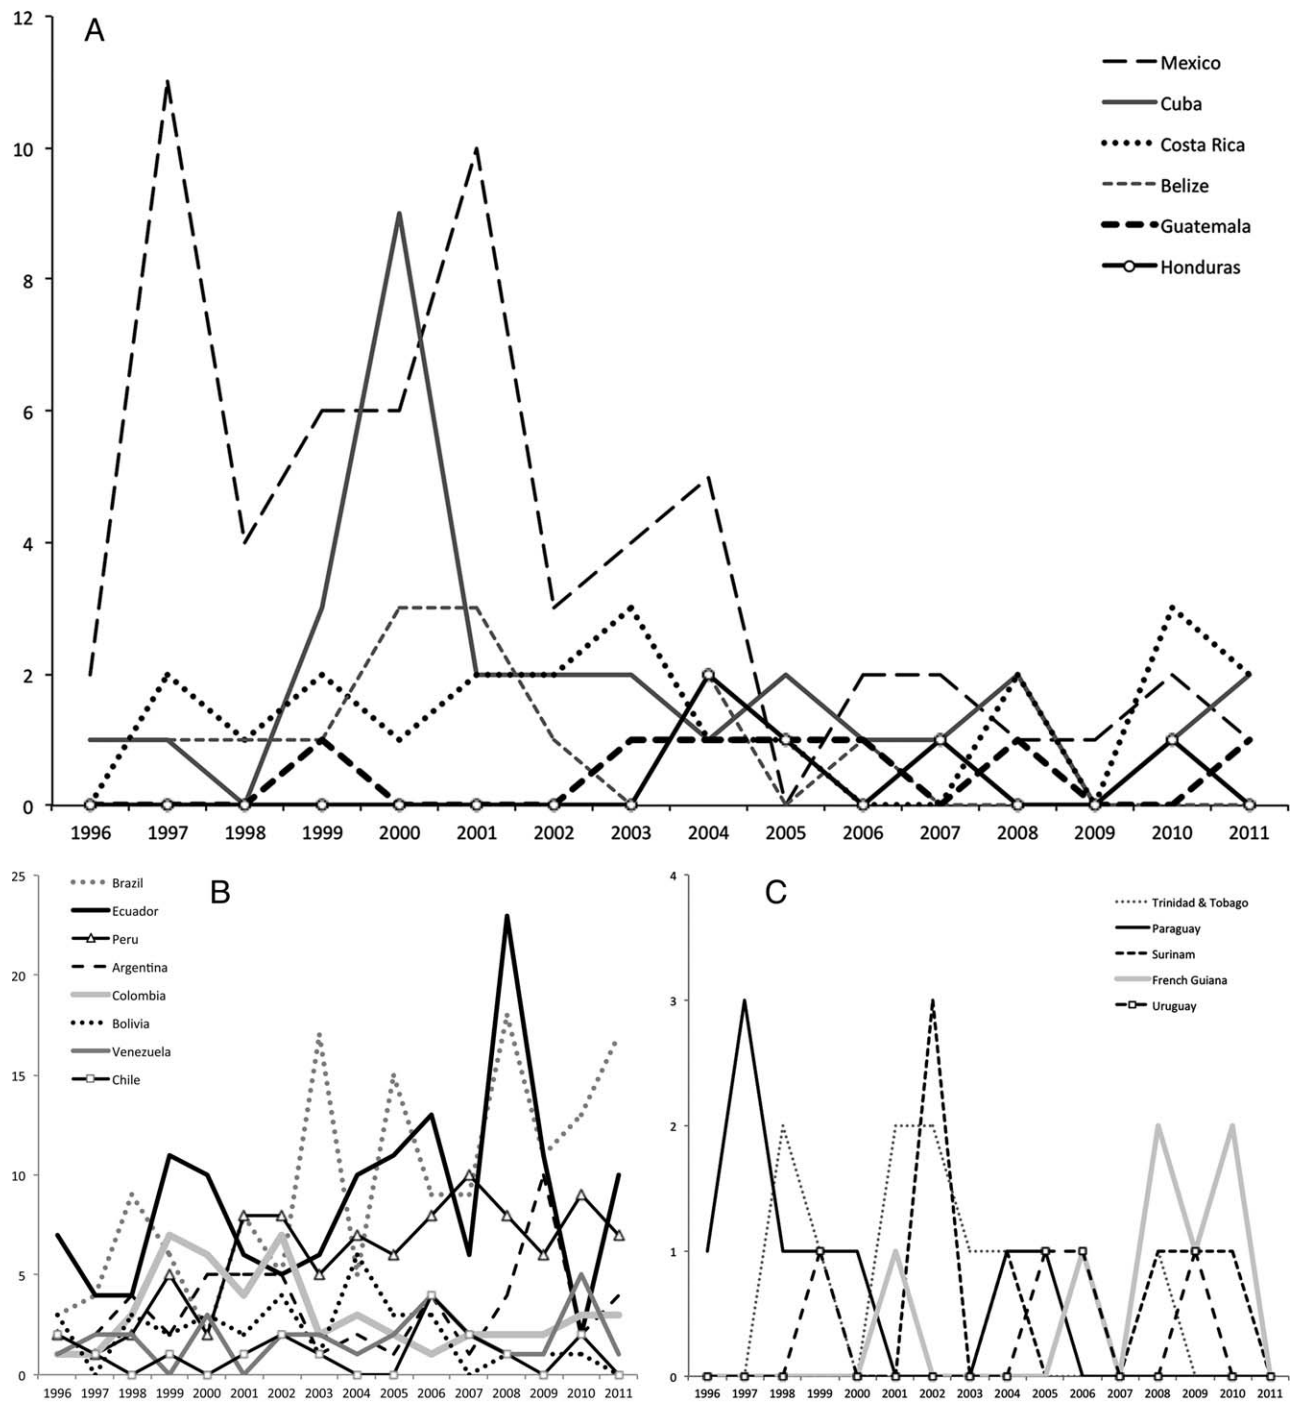 A
12
10
8
6
4
2
0
Mexico
Cuba
Costa Rica
Belize
Guatemala
Honduras
1996 1997 1998 1999 2000 2001 2002 2003 2004 2005 2006 2007 2008 2009 2010 2011
B
25
20
15
10
5
0
Brazil
Ecuador
Peru
Argentina
Colombia
Bolivia
Venezuela
Chile
1996 1997 1998 1999 2000 2001 2002 2003 2004 2005 2006 2007 2008 2009 2010 2011
C
4
3
2
1
0
Trinidad & Tobago
Paraguay
Surinam
French Guiana
Uruguay
1996 1997 1998 1999 2000 2001 2002 2003 2004 2005 2006 2007 2008 2009 2010 2011